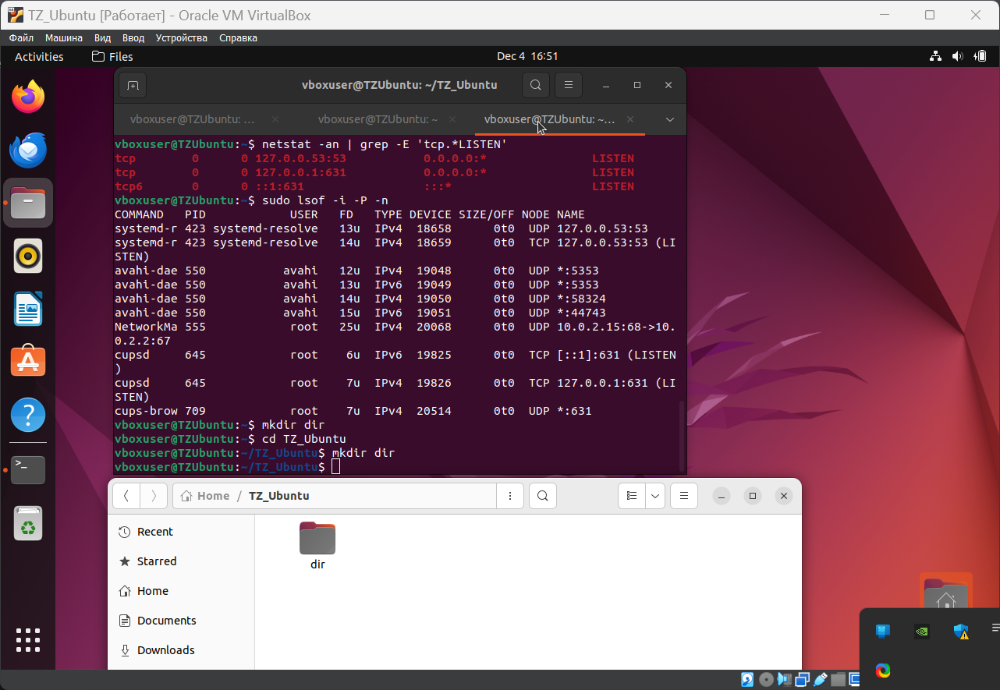 TZ_Ubuntu [Работает] - Oracle VM VirtualBox
Файл Машина Вид Ввод Устройства Справка
Activities Files Dec 4 16:51
vboxuser@TZUbuntu: ~/TZ_Ubuntu
vboxuser@TZUbuntu: ... vboxuser@TZUbuntu: ~ vboxuser@TZUbuntu: ~...
vboxuser@TZUbuntu:~$ netstat -an | grep -E 'tcp.*LISTEN'
tcp 0 0 127.0.0.53:53 0.0.0.0:* LISTEN
tcp 0 0 127.0.0.1:631 0.0.0.0:* LISTEN
tcp6 0 0 ::1:631 :::* LISTEN
vboxuser@TZUbuntu:~$ sudo lsof -i -P -n
COMMAND PID USER FD TYPE DEVICE SIZE/OFF NODE NAME
systemd-r 423 systemd-resolve 13u IPv4 18658 0t0 UDP 127.0.0.53:53
systemd-r 423 systemd-resolve 14u IPv4 18659 0t0 TCP 127.0.0.53:53 (LI
STEN)
avahi-dae 550 avahi 12u IPv4 19048 0t0 UDP *:5353
avahi-dae 550 avahi 13u IPv6 19049 0t0 UDP *:5353
avahi-dae 550 avahi 14u IPv4 19050 0t0 UDP *:58324
avahi-dae 550 avahi 15u IPv6 19051 0t0 UDP *:44743
NetworkMa 555 root 25u IPv4 20068 0t0 UDP 10.0.2.15:68->10.
0.2.2:67
cupsd 645 root 6u IPv6 19825 0t0 TCP [::1]:631 (LISTEN
)
cupsd 645 root 7u IPv4 19826 0t0 TCP 127.0.0.1:631 (LI
STEN)
cups-brow 709 root 7u IPv4 20514 0t0 UDP *:631
vboxuser@TZUbuntu:~$ mkdir dir
vboxuser@TZUbuntu:~$ cd TZ_Ubuntu
vboxuser@TZUbuntu:~/TZ_Ubuntu$ mkdir dir
vboxuser@TZUbuntu:~/TZ_Ubuntu$
Home / TZ_Ubuntu
Recent
Starred
Home
Documents
Downloads
dir